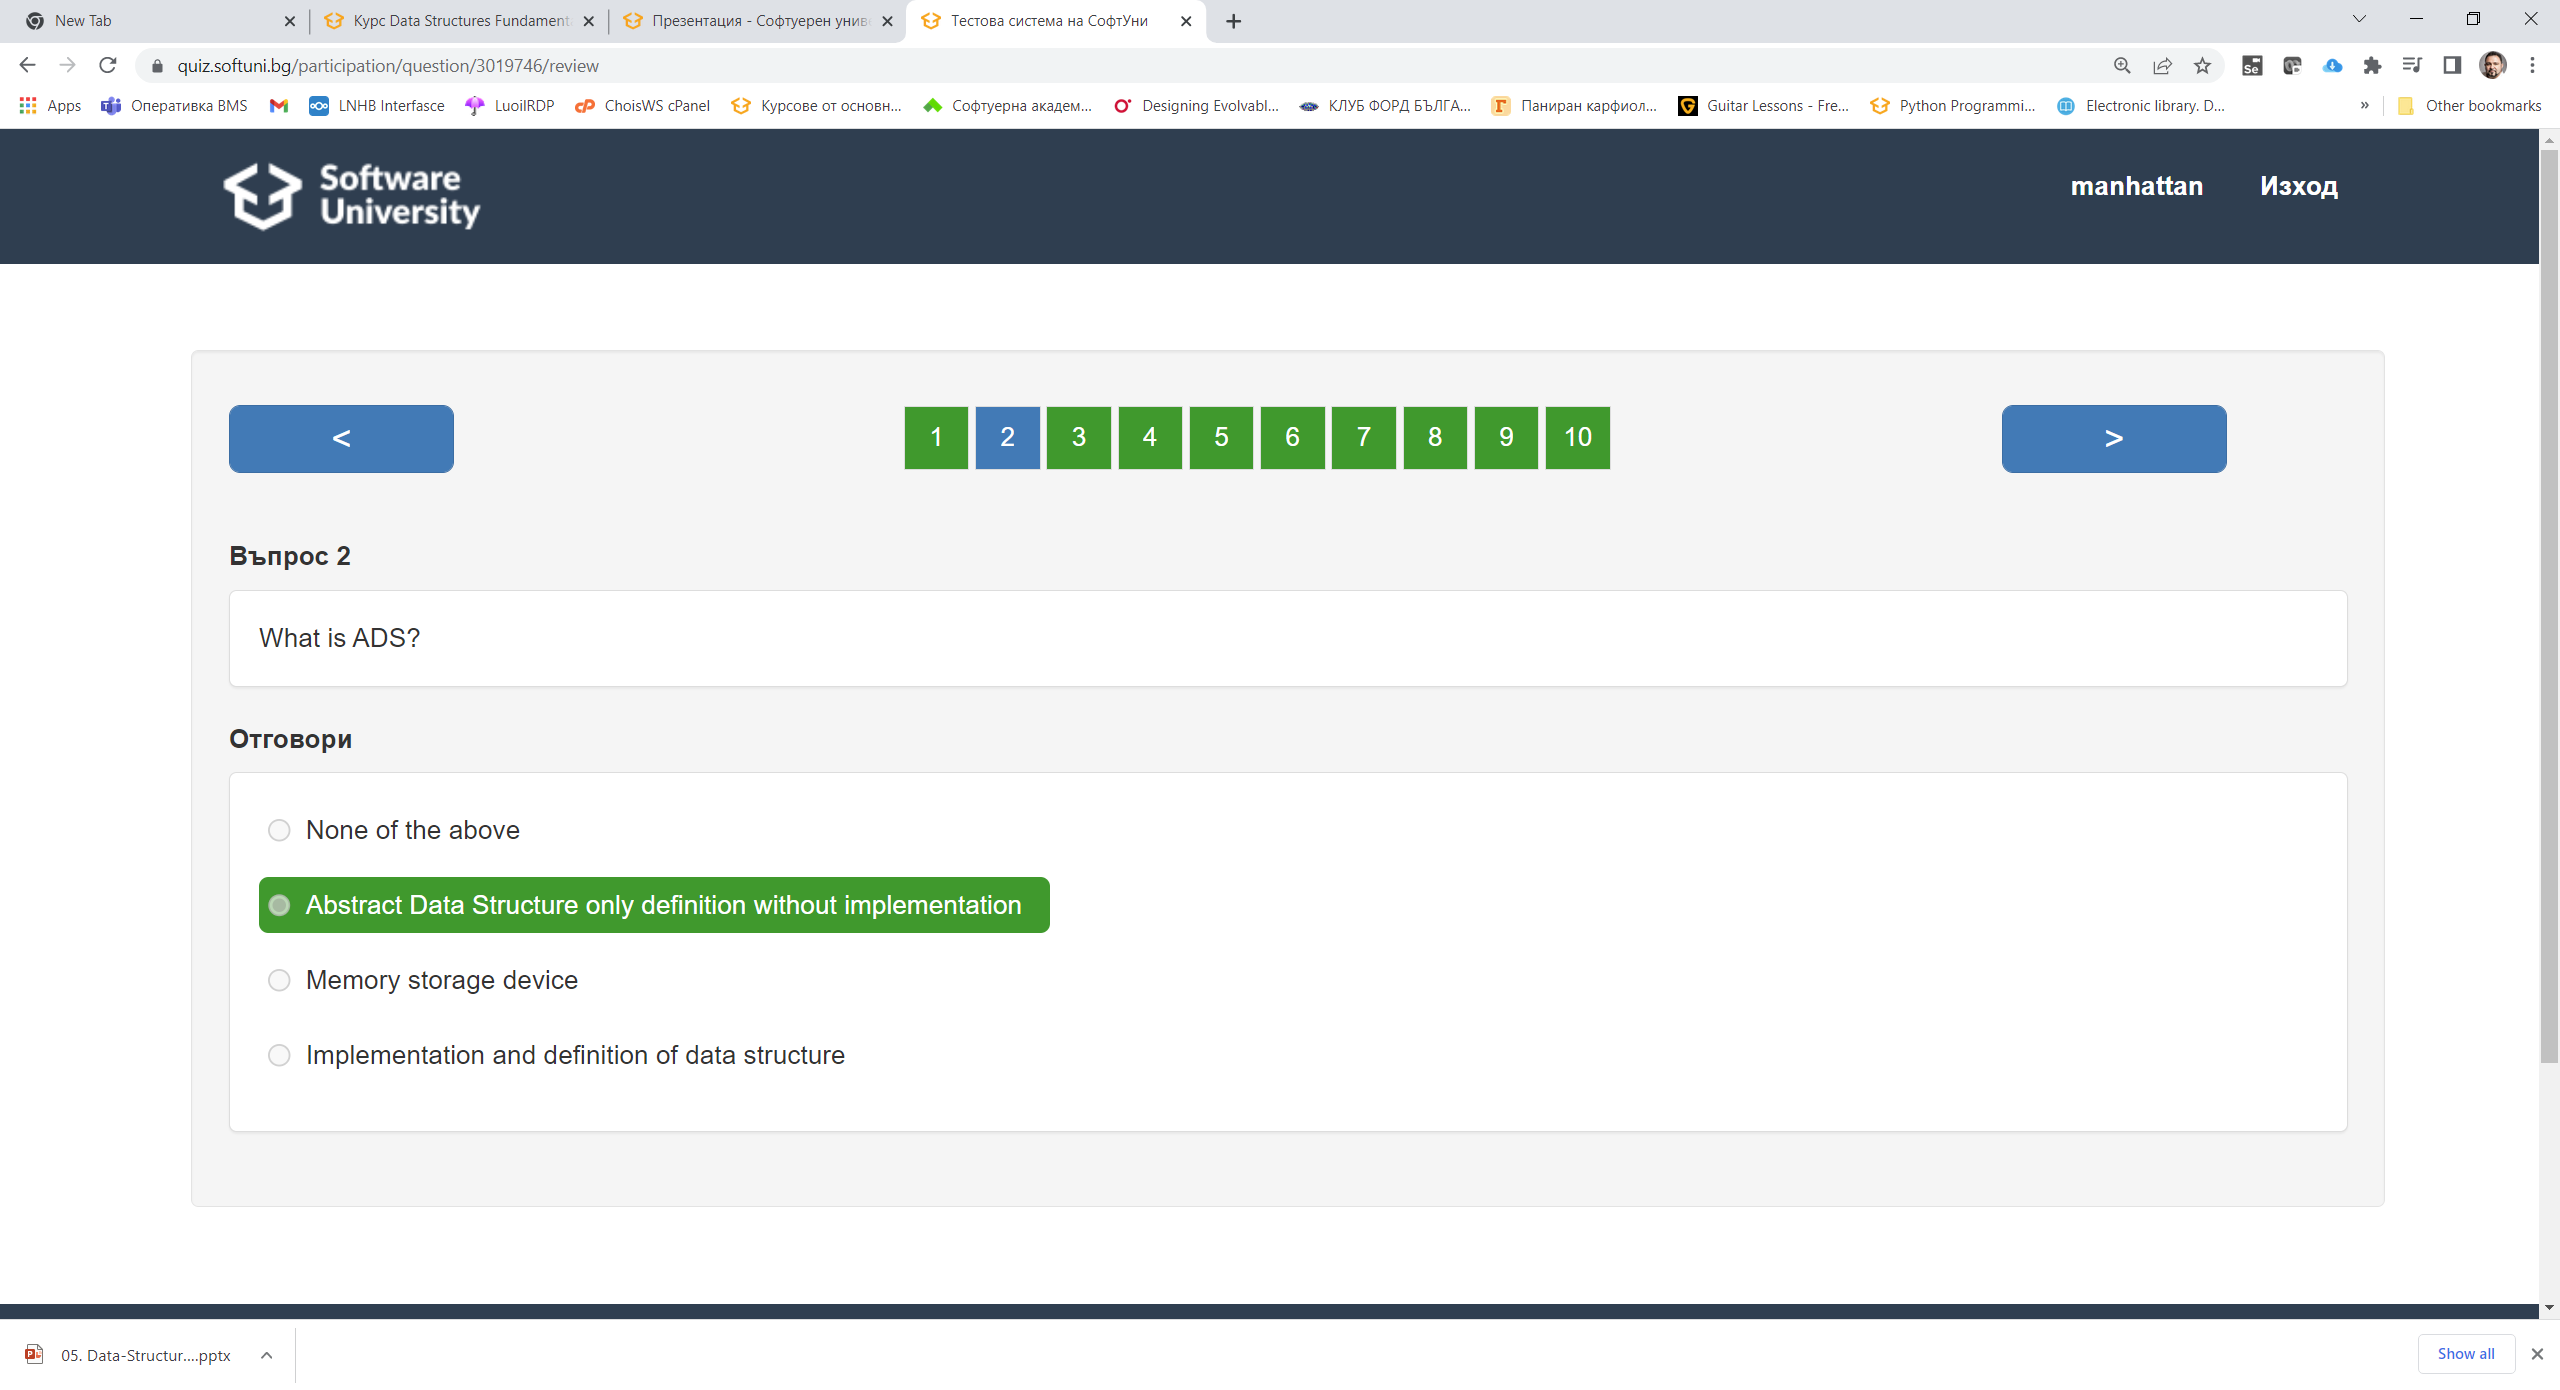 New Tab
Курс Data Structures Fundament
Презентация - Софтуерен униве
Тестова система на СофтУни
quiz.softuni.bg/participation/question/3019746/review
Apps
Оперативка BMS
LNHB Interfasce
LuoilRDP
ChoisWS cPanel
Курсове от основн...
Софтуерна академ...
Designing Evolvabl...
КЛУБ ФОРД БЪЛГА...
Паниран карфиол...
Guitar Lessons - Fre...
Python Programmi...
Electronic library. D...
»
Other bookmarks
Software
University
manhattan
Изход
<
1 2 3 4 5 6 7 8 9 10
>
Въпрос 2
What is ADS?
Отговори
None of the above
Abstract Data Structure only definition without implementation
Memory storage device
Implementation and definition of data structure
05. Data-Structur....pptx
Show all